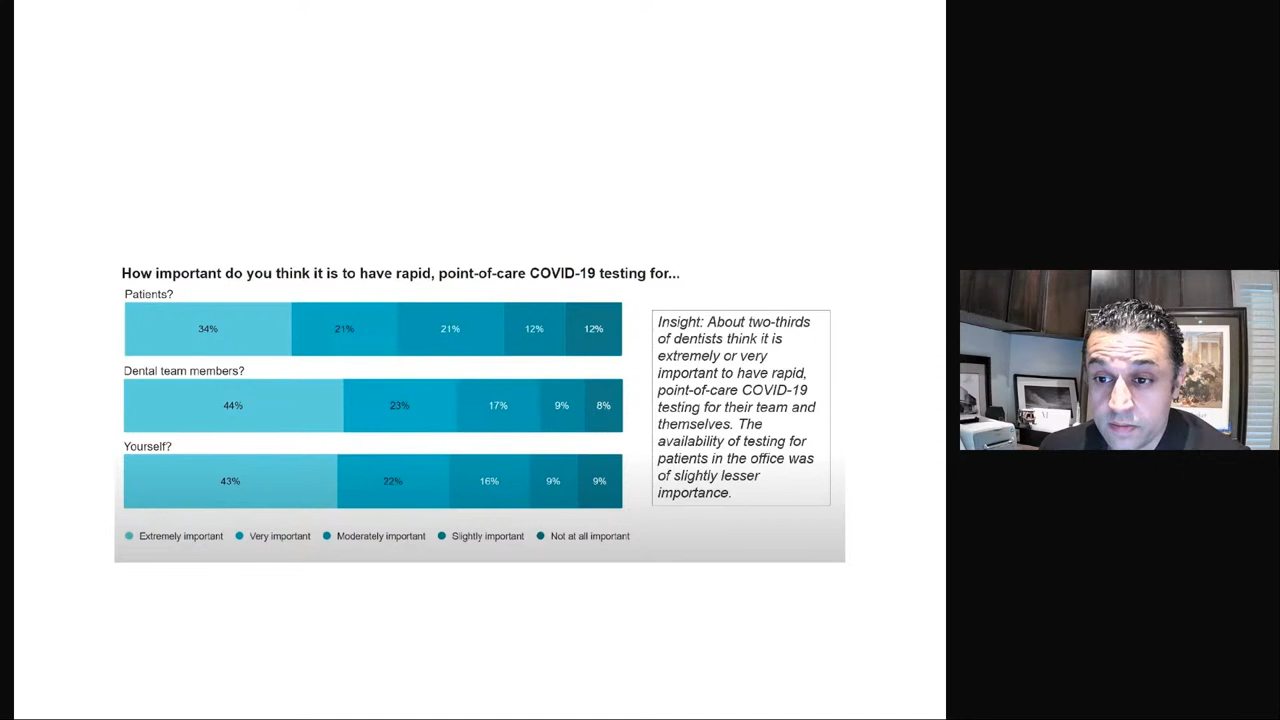 How important do you think it is to have rapid, point-of-care COVID-19 testing for...
Patients?
34% 21% 21% 12% 12%
Dental team members?
44% 23% 17% 9% 8%
Yourself?
43% 22% 16% 9% 9%
Extremely important Very important Moderately important Slightly important Not at all important
Insight: About two-thirds
of dentists think it is
extremely or very
important to have rapid,
point-of-care COVID-19
testing for their team and
themselves. The
availability of testing for
patients in the office was
of slightly lesser
importance.